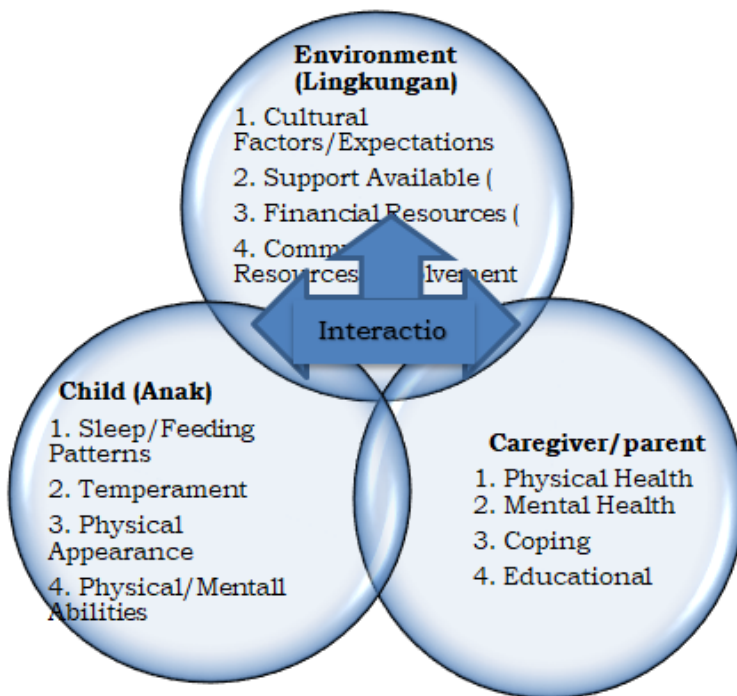 Environment
(Lingkungan)
1. Cultural
Factors/Expectations
2. Support Available (
3. Financial Resources (
4. Comm
Resources lvement
Interactio
Child (Anak)
1. Sleep/Feeding
Patterns
2. Temperament
3. Physical
Appearance
4. Physical/Mentall
Abilities
Caregiver/parent
1. Physical Health
2. Mental Health
3. Coping
4. Educational